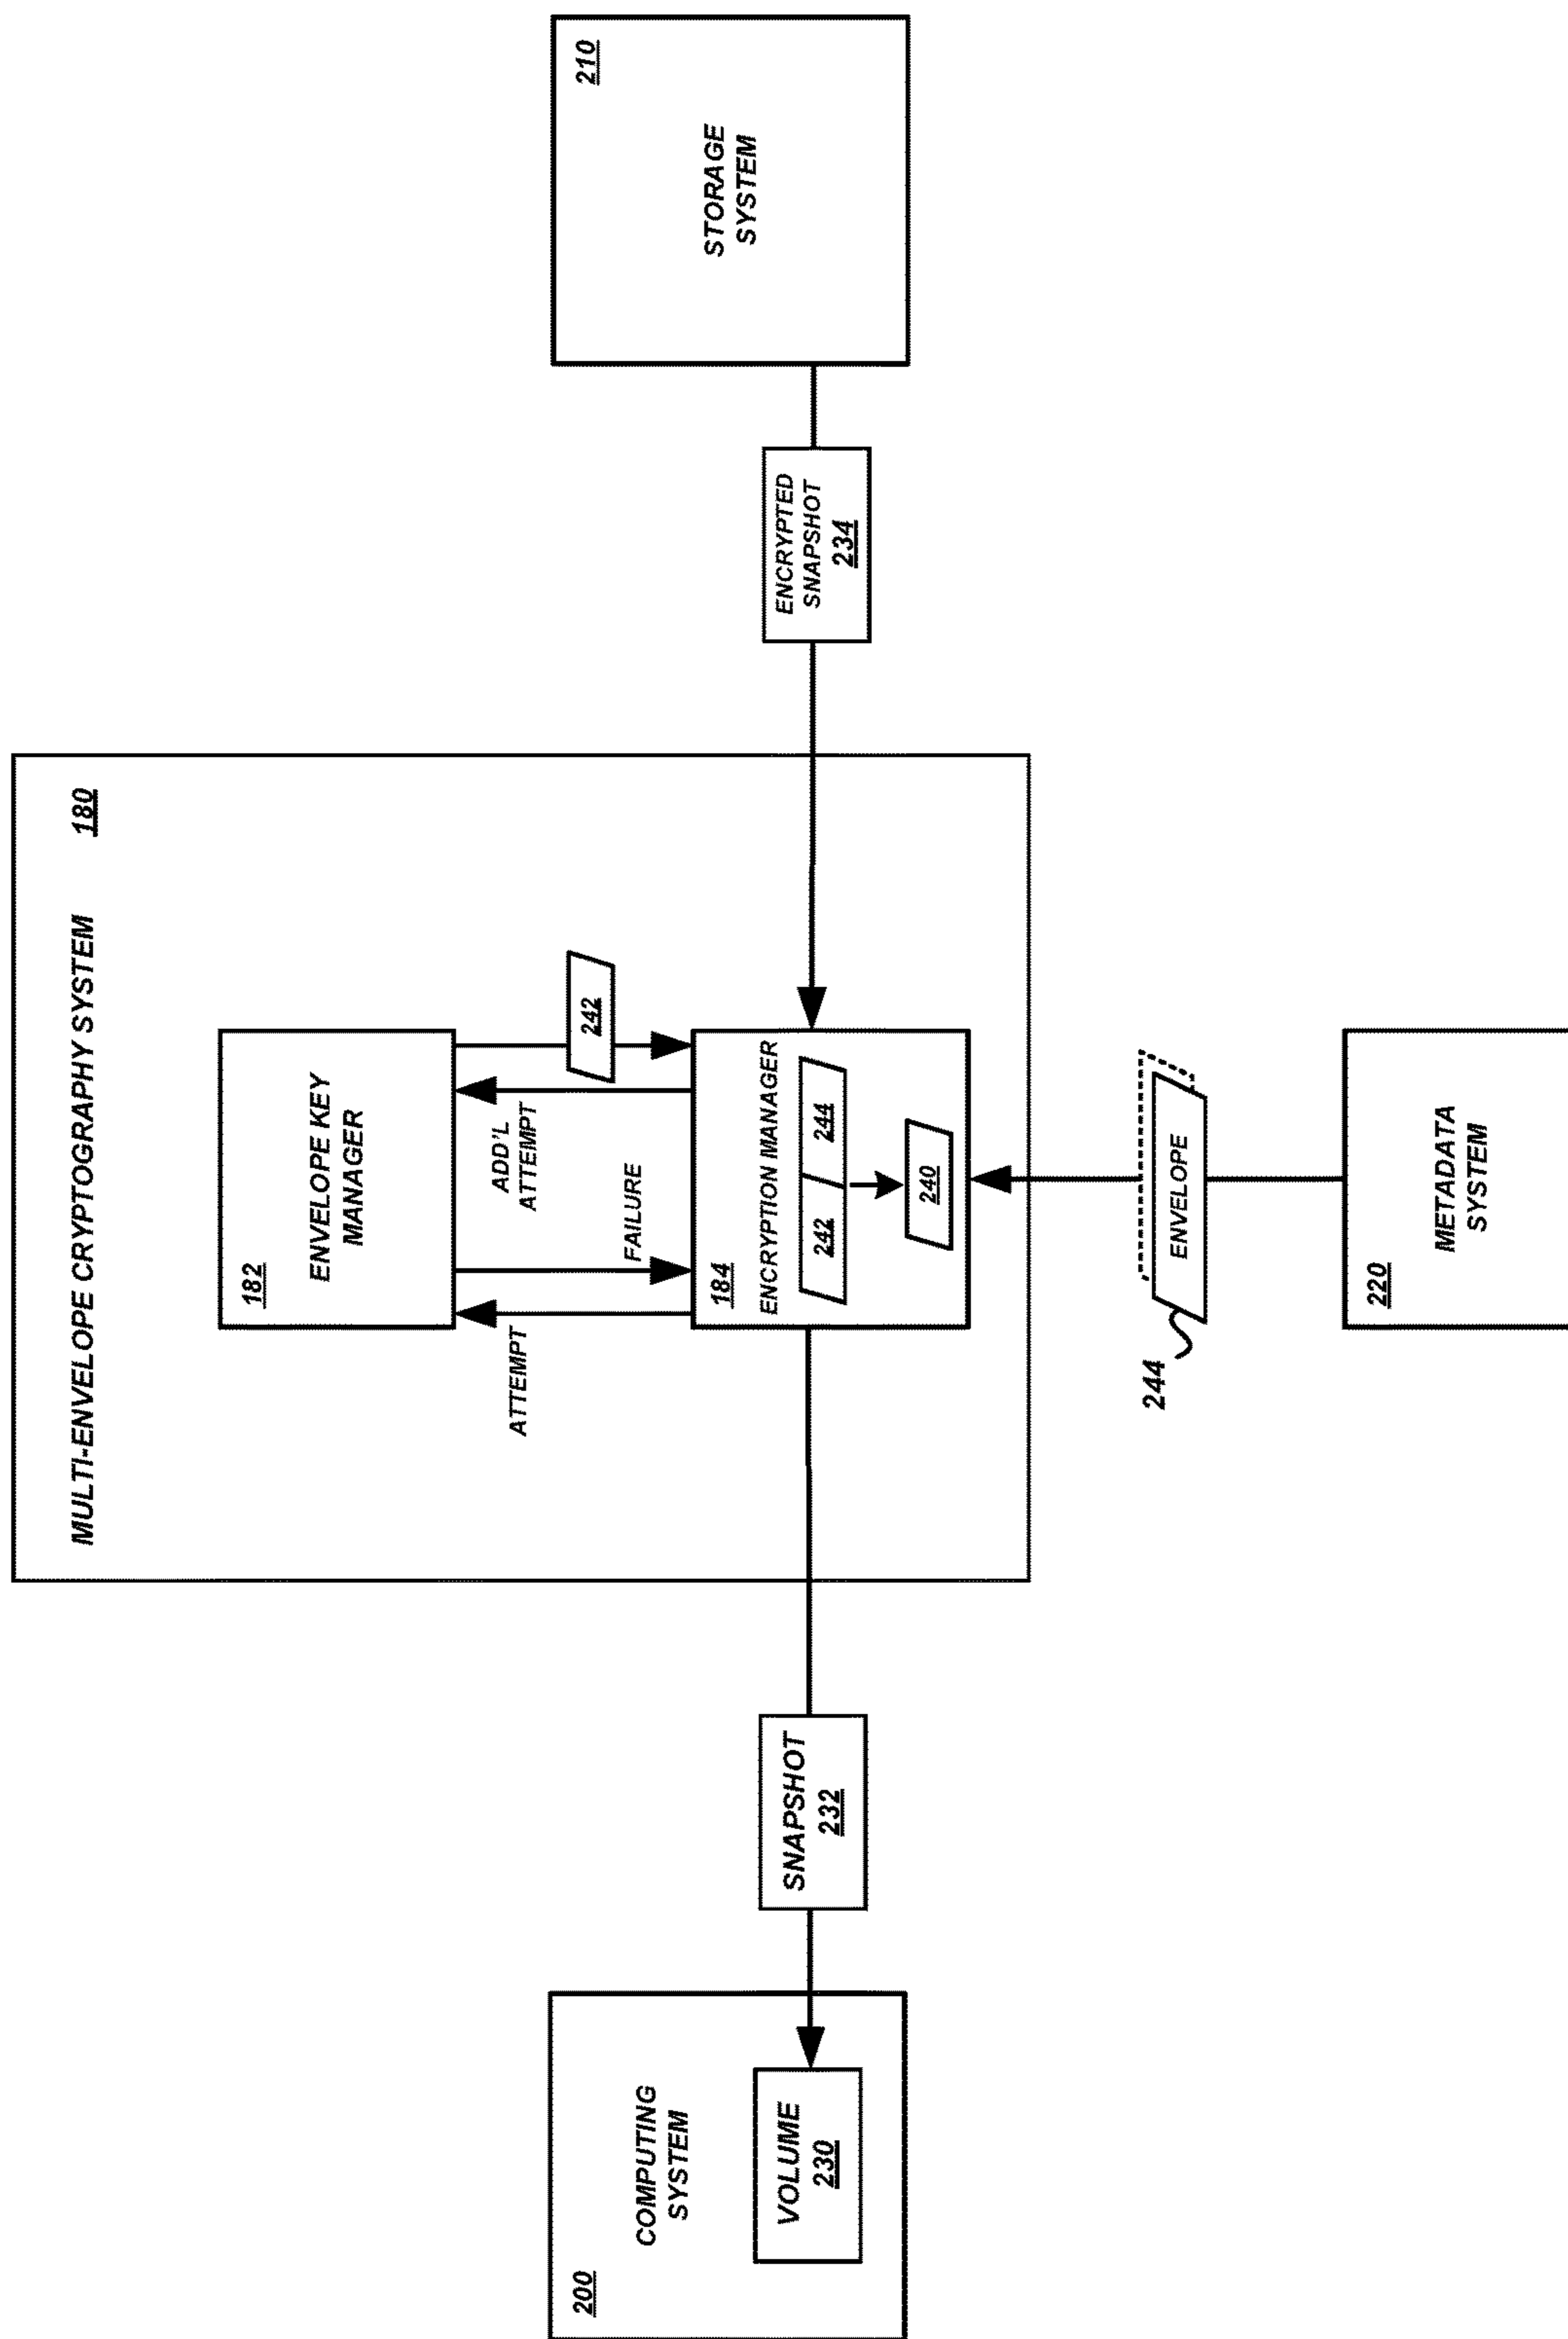 MULTI-ENVELOPE CRYPTOGRAPHY SYSTEM 180
182
ENVELOPE KEY
MANAGER
ATTEMPT
FAILURE
ADD'L
ATTEMPT
242
184
ENCRYPTION MANAGER
242 244
240
200
COMPUTING
SYSTEM
VOLUME
230
SNAPSHOT
232
ENCRYPTED
SNAPSHOT
234
210
STORAGE
SYSTEM
244
ENVELOPE
220
METADATA
SYSTEM